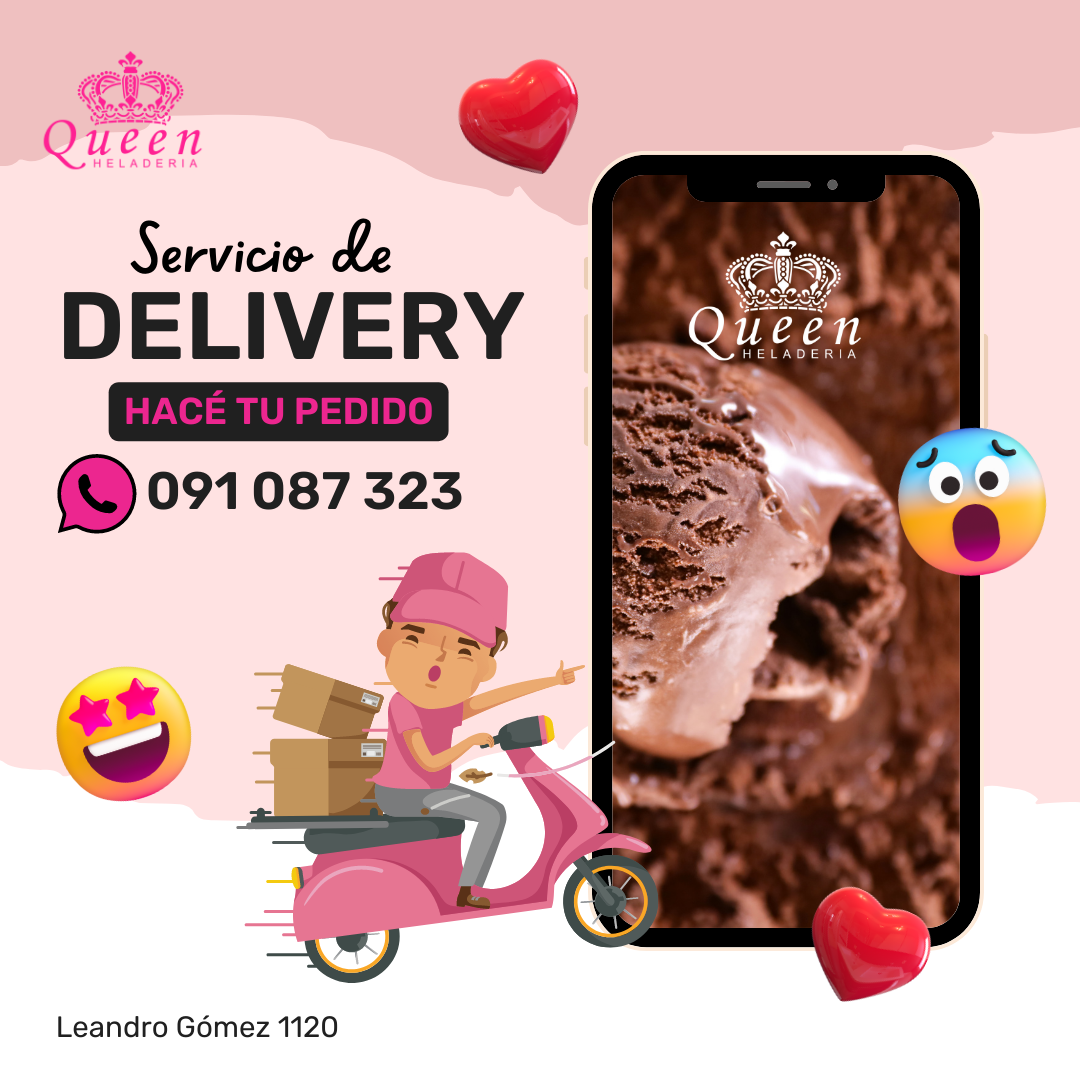 Queen
HELADERIA
Servicio de
DELIVERY
HACÉ TU PEDIDO
091 087 323
Queen
HELADERIA
Leandro Gómez 1120